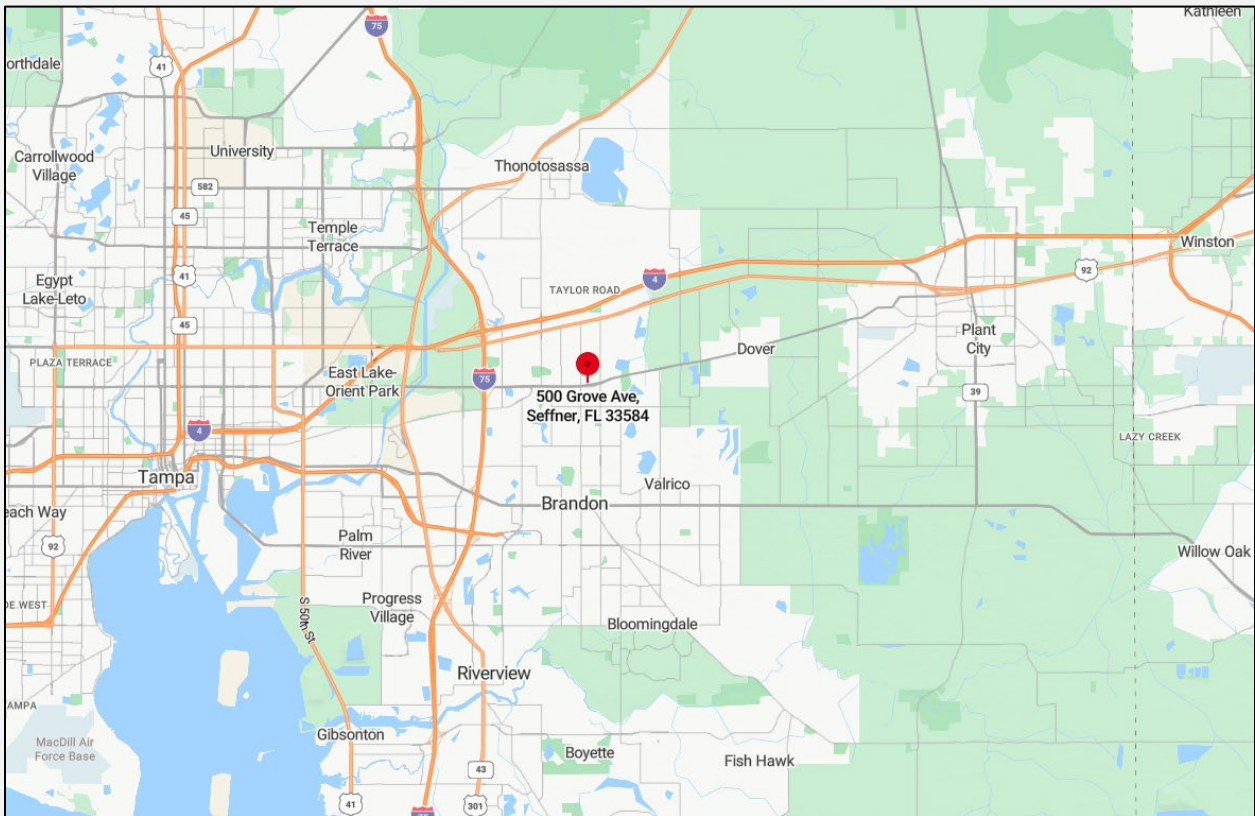 Kathleen
75
41
orthdale
University
Carrollwood
Village
Thonotosassa
582
45
Temple
Terrace
Winston
41
Egypt
Lake-Leto
4
92
TAYLOR ROAD
45
Plant
City
PLAZA TERRACE
Dover
East Lake-
Orient Park
75
39
500 Grove Ave,
Seffner, FL 33584
4
LAZY CREEK
Tampa
Valrico
Brandon
each Way
Palm
River
92
Willow Oak
Progress
Village
DE WEST
S 50th St
Bloomingdale
Riverview
AMPA
Gibsonton
MacDill Air
Force Base
Boyette
Fish Hawk
43
41
301